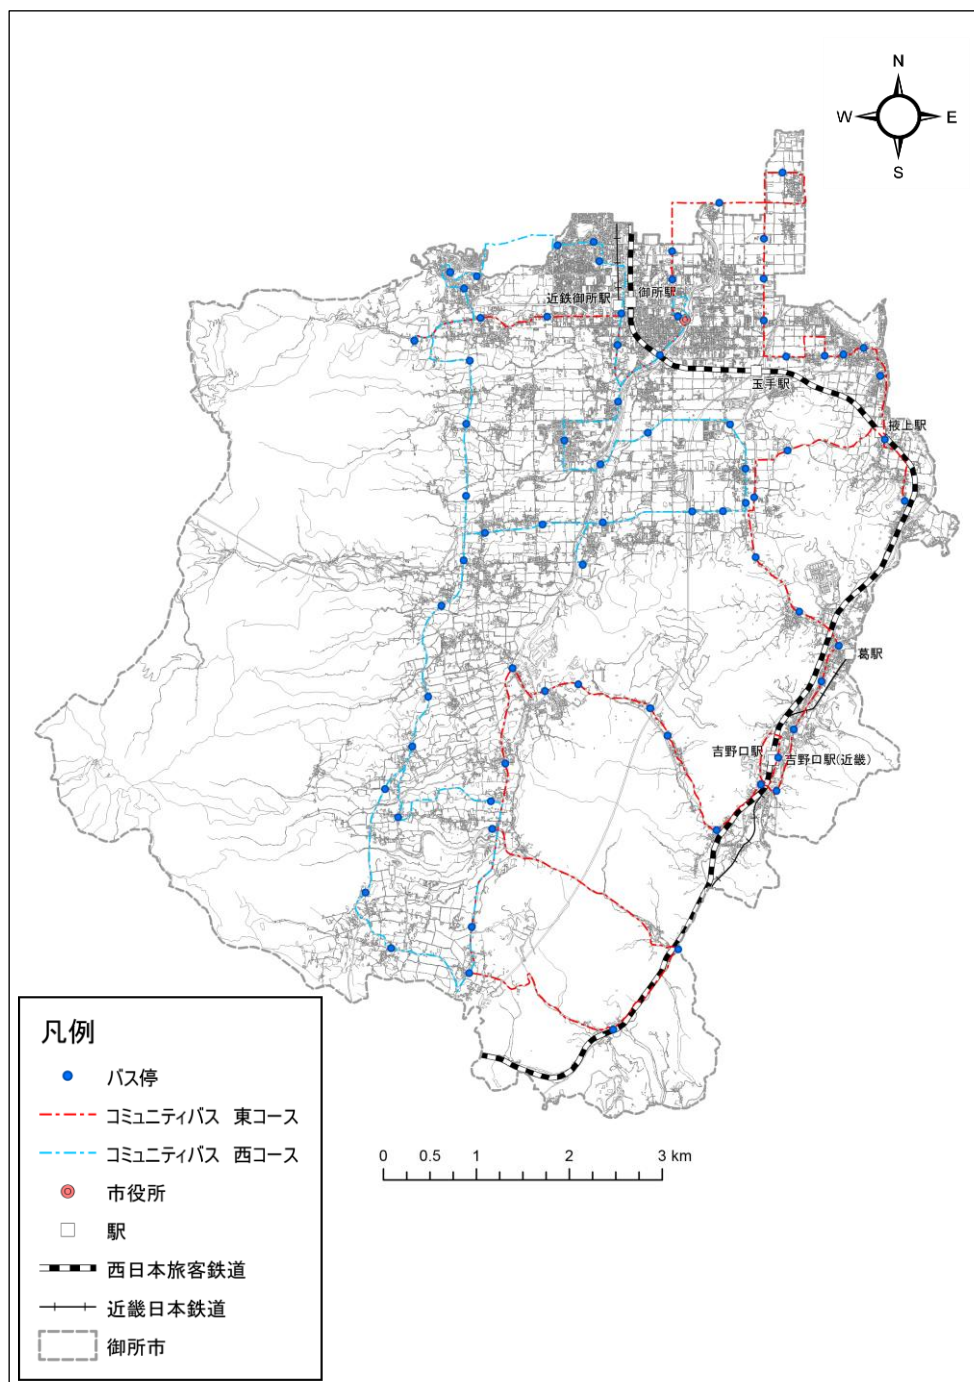 N
W E
S
近鉄御所駅
御所駅
玉手駅
掖上駅
葛駅
吉野口駅
吉野口駅(近畿)
凡例
バス停
コミュニティバス 東コース
コミュニティバス 西コース
市役所
駅
西日本旅客鉄道
近畿日本鉄道
御所市
0 0.5 1 2 3 km